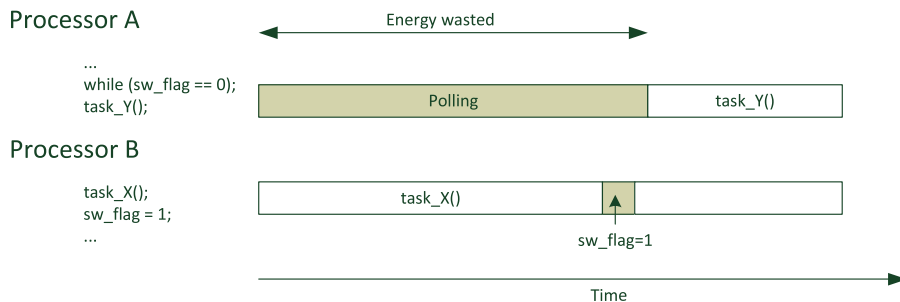 Processor A
Energy wasted
...
while (sw_flag == 0);
task_Y();
Polling
task_Y()
Processor B
task_X();
sw_flag = 1;
...
task_X()
sw_flag=1
Time